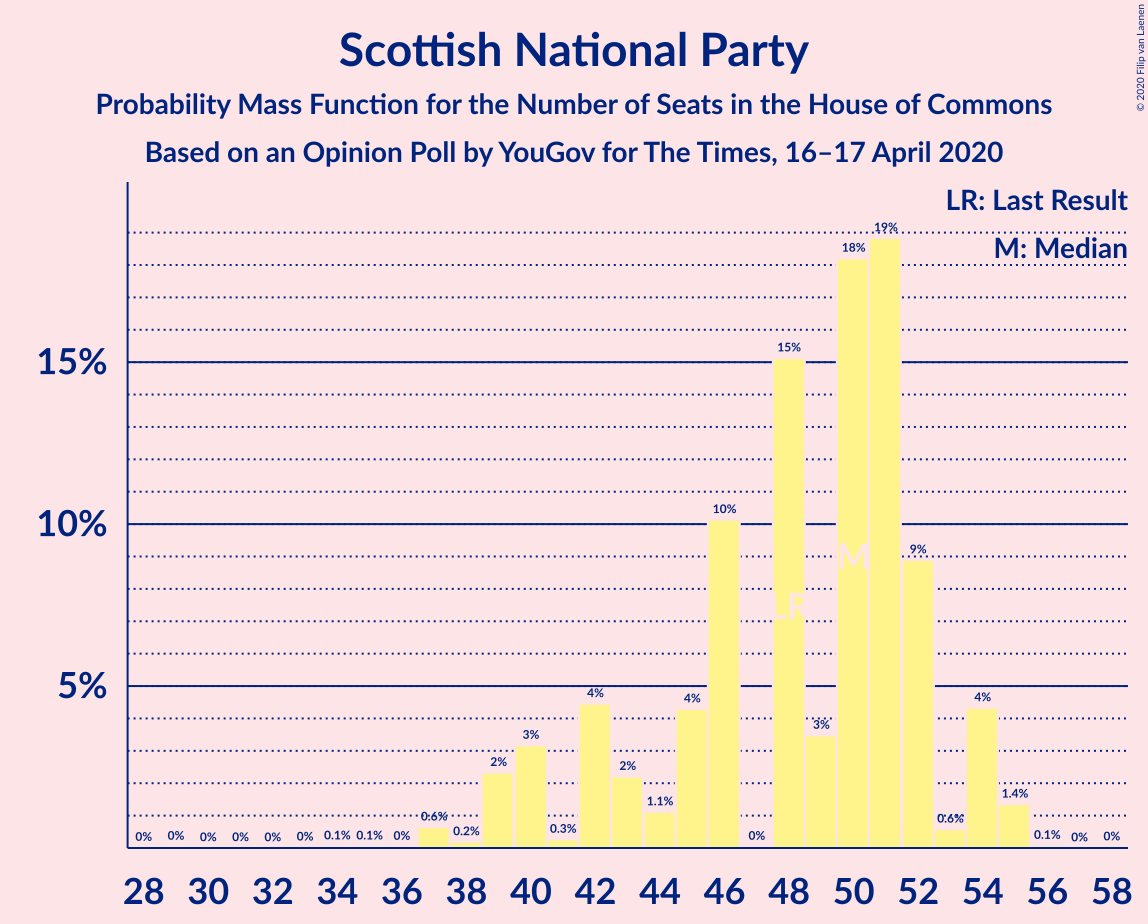 Scottish National Party
Probability Mass Function for the Number of Seats in the House of Commons
Based on an Opinion Poll by YouGov for The Times, 16–17 April 2020
© 2020 Filip van Laenen
LR: Last Result
M: Median
15%
10%
5%
0% 0% 0% 0% 0% 0% 0.1% 0.1% 0% 0.6% 0.2% 2% 3% 0.3% 4% 2% 1.1% 4% 10% 0% 15% 3% 18% 19% 9% 0.6% 4% 1.4% 0.1% 0% 0%
M
LR
28 30 32 34 36 38 40 42 44 46 48 50 52 54 56 58